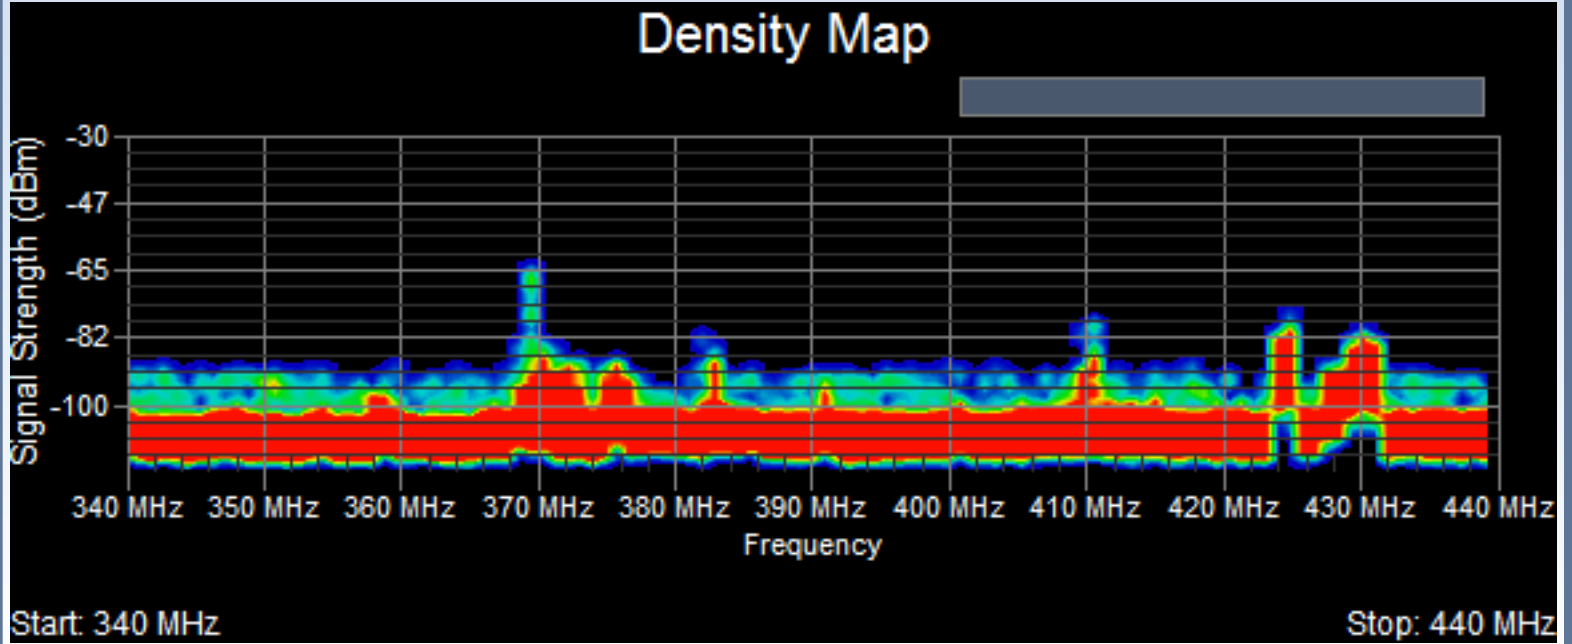 Density Map
Signal Strength (dBm)
-30
-47
-65
-82
-100
340 MHz 350 MHz 360 MHz 370 MHz 380 MHz 390 MHz 400 MHz 410 MHz 420 MHz 430 MHz 440 MHz
Frequency
Start: 340 MHz Stop: 440 MHz